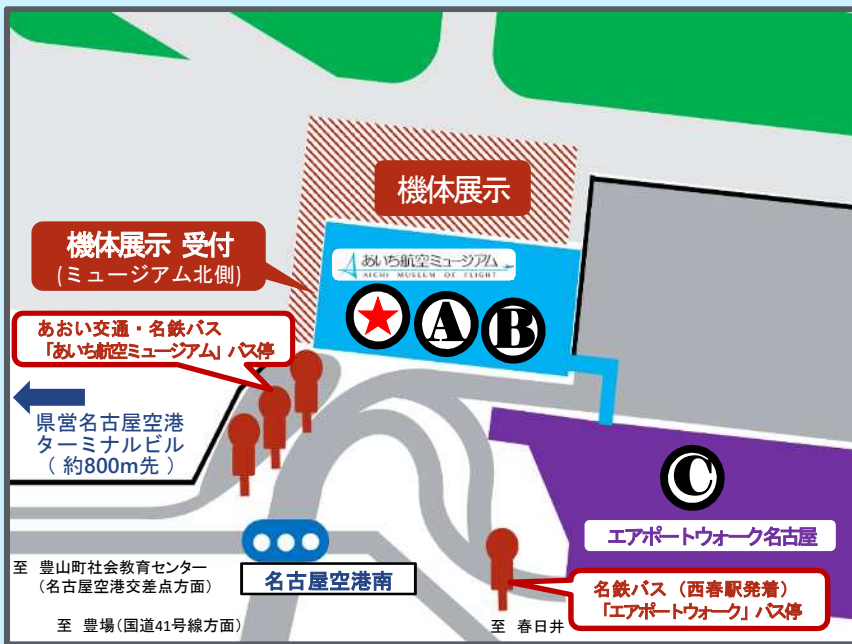 機体展示
機体展示 受付
(ミュージアム北側)
あいち航空ミュージアム
AICHI MUSEUM OF FLIGHT
A
B
あおい交通・名鉄バス
「あいち航空ミュージアム」バス停
県営名古屋空港
ターミナルビル
( 約800m先 )
C
エアポートウォーク名古屋
至 豊山町社会教育センター
(名古屋空港交差点方面)
名古屋空港南
名鉄バス (西春駅発着)
「エアポートウォーク」バス停
至 豊場(国道41号線方面)
至 春日井